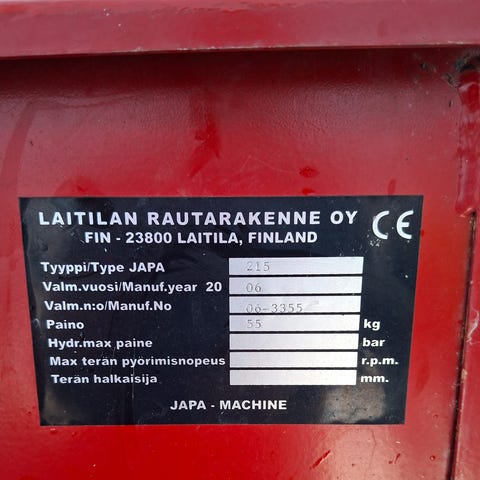 LAITILAN RAUTARAKENNE OY CE
FIN - 23800 LAITILA, FINLAND
Tyyppi/Type JAPA 215
Valm.vuosi/Manuf.year 20 06
Valm.n:o/Manuf.No 06-3355
Paino 55 kg
Hydr.max paine bar
Max terän pyörimisnopeus r.p.m.
Terän halkaisija mm.
JAPA - MACHINE